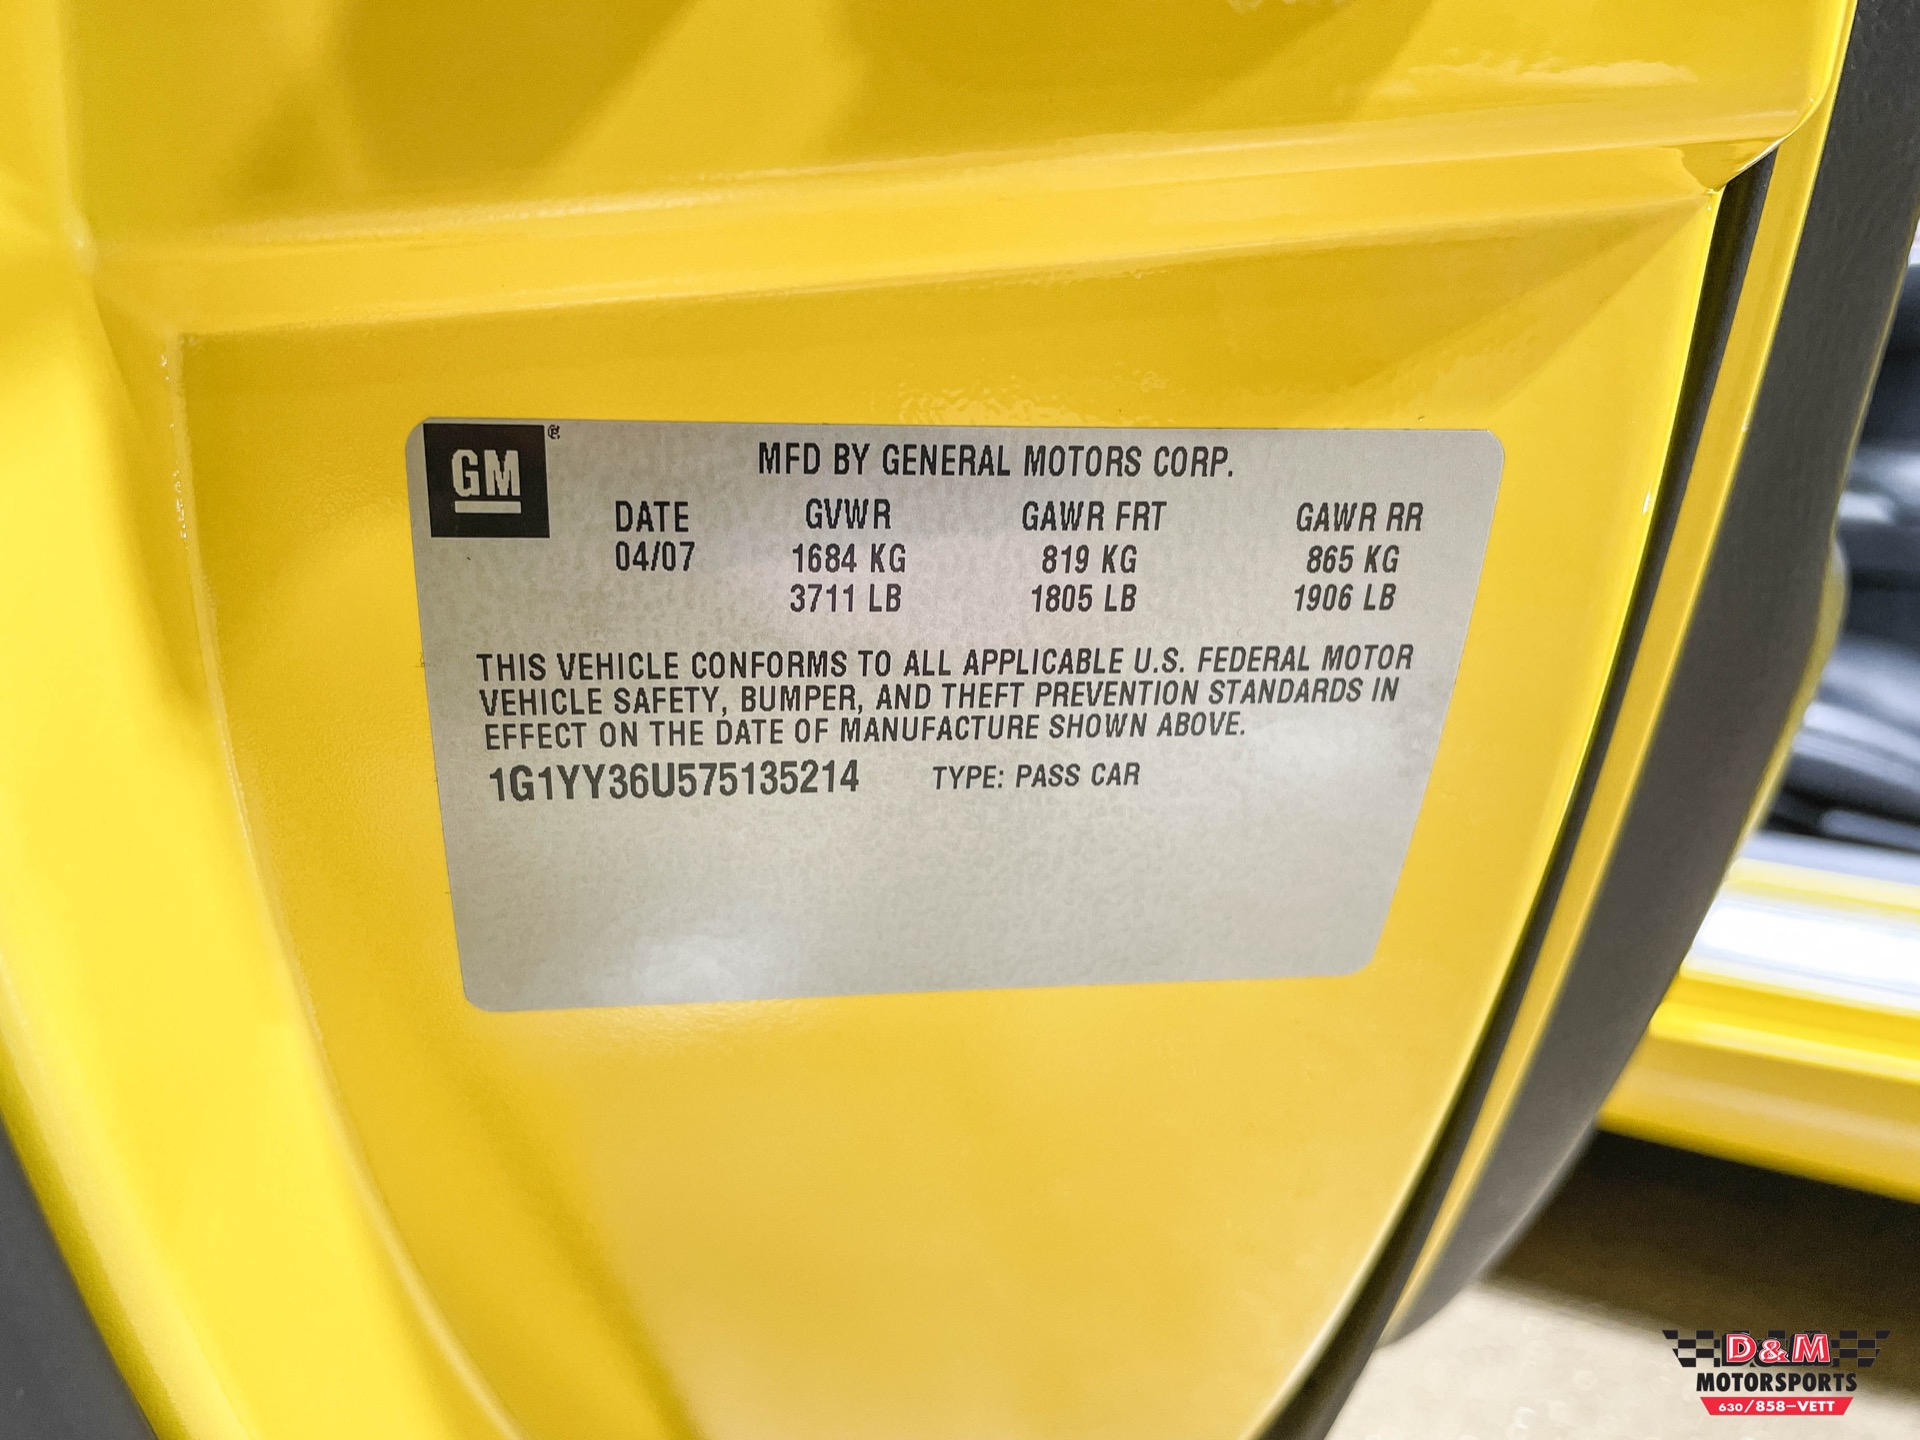 GM ®
MFD BY GENERAL MOTORS CORP.
DATE GVWR GAWR FRT GAWR RR
04/07 1684 KG 819 KG 865 KG
3711 LB 1805 LB 1906 LB
THIS VEHICLE CONFORMS TO ALL APPLICABLE U.S. FEDERAL MOTOR
VEHICLE SAFETY, BUMPER, AND THEFT PREVENTION STANDARDS IN
EFFECT ON THE DATE OF MANUFACTURE SHOWN ABOVE.
1G1YY36U575135214 TYPE: PASS CAR
D&M
MOTORSPORTS
630/858-VETT